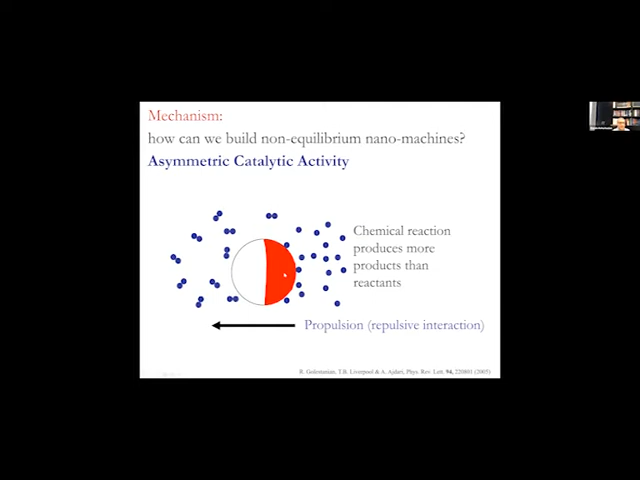 Mechanism:
how can we build non-equilibrium nano-machines?
Asymmetric Catalytic Activity
Chemical reaction
produces more
products than
reactants
Propulsion (repulsive interaction)
R. Golestanian, T.B. Liverpool & A. Ajdari, Phys. Rev. Lett. 94, 220801 (2005)